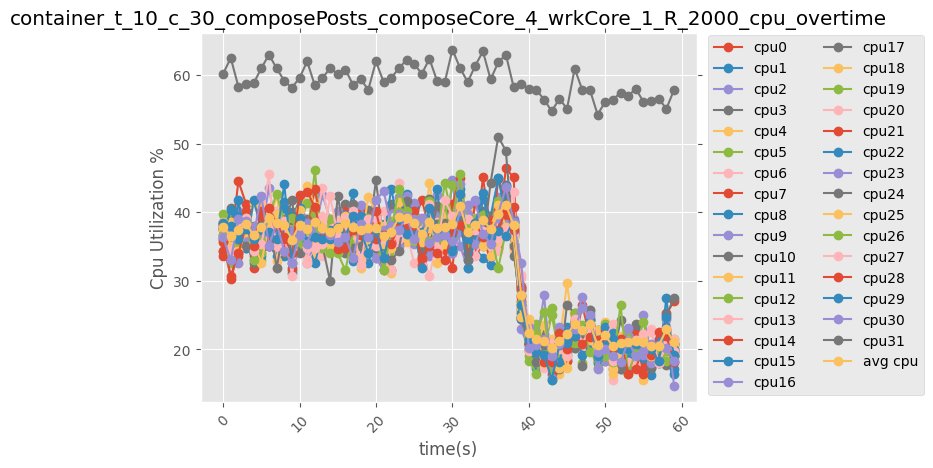 container_t_10_c_30_composePosts_composeCore_4_wrkCore_1_R_2000_cpu_overtime
Cpu Utilization %
60
50
40
30
20
0
10
20
30
40
50
60
time(s)
cpu0
cpu1
cpu2
cpu3
cpu4
cpu5
cpu6
cpu7
cpu8
cpu9
cpu10
cpu11
cpu12
cpu13
cpu14
cpu15
cpu16
cpu17
cpu18
cpu19
cpu20
cpu21
cpu22
cpu23
cpu24
cpu25
cpu26
cpu27
cpu28
cpu29
cpu30
cpu31
avg cpu